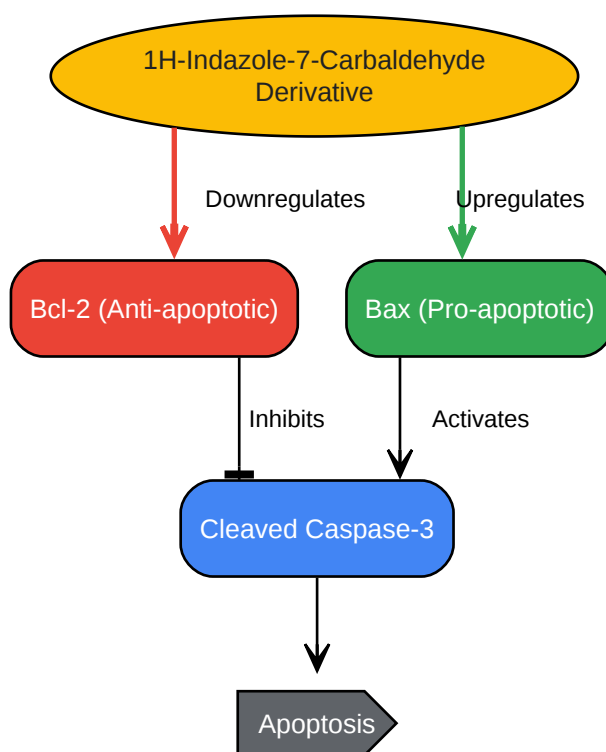 1H-Indazole-7-Carbaldehyde
Derivative
Downregulates
Upregulates
Bcl-2 (Anti-apoptotic)
Bax (Pro-apoptotic)
Inhibits
Activates
Cleaved Caspase-3
Apoptosis